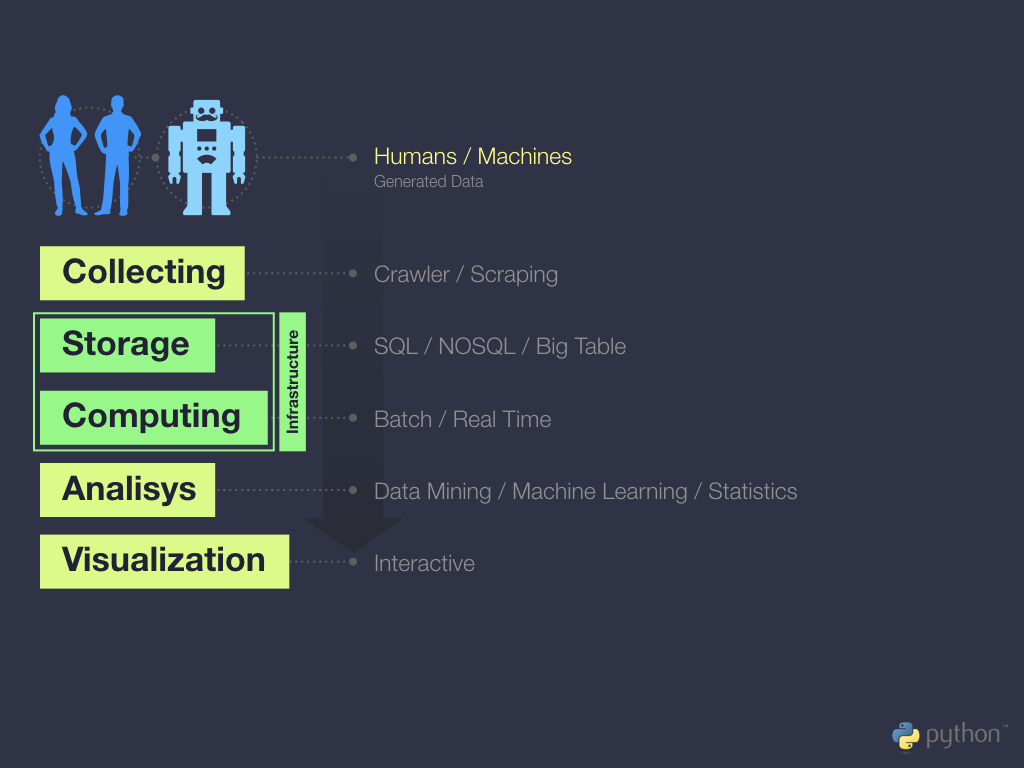 Humans / Machines
Generated Data
Collecting
Crawler / Scraping
Storage
SQL / NOSQL / Big Table
Infrastructure
Computing
Batch / Real Time
Analisys
Data Mining / Machine Learning / Statistics
Visualization
Interactive
python™